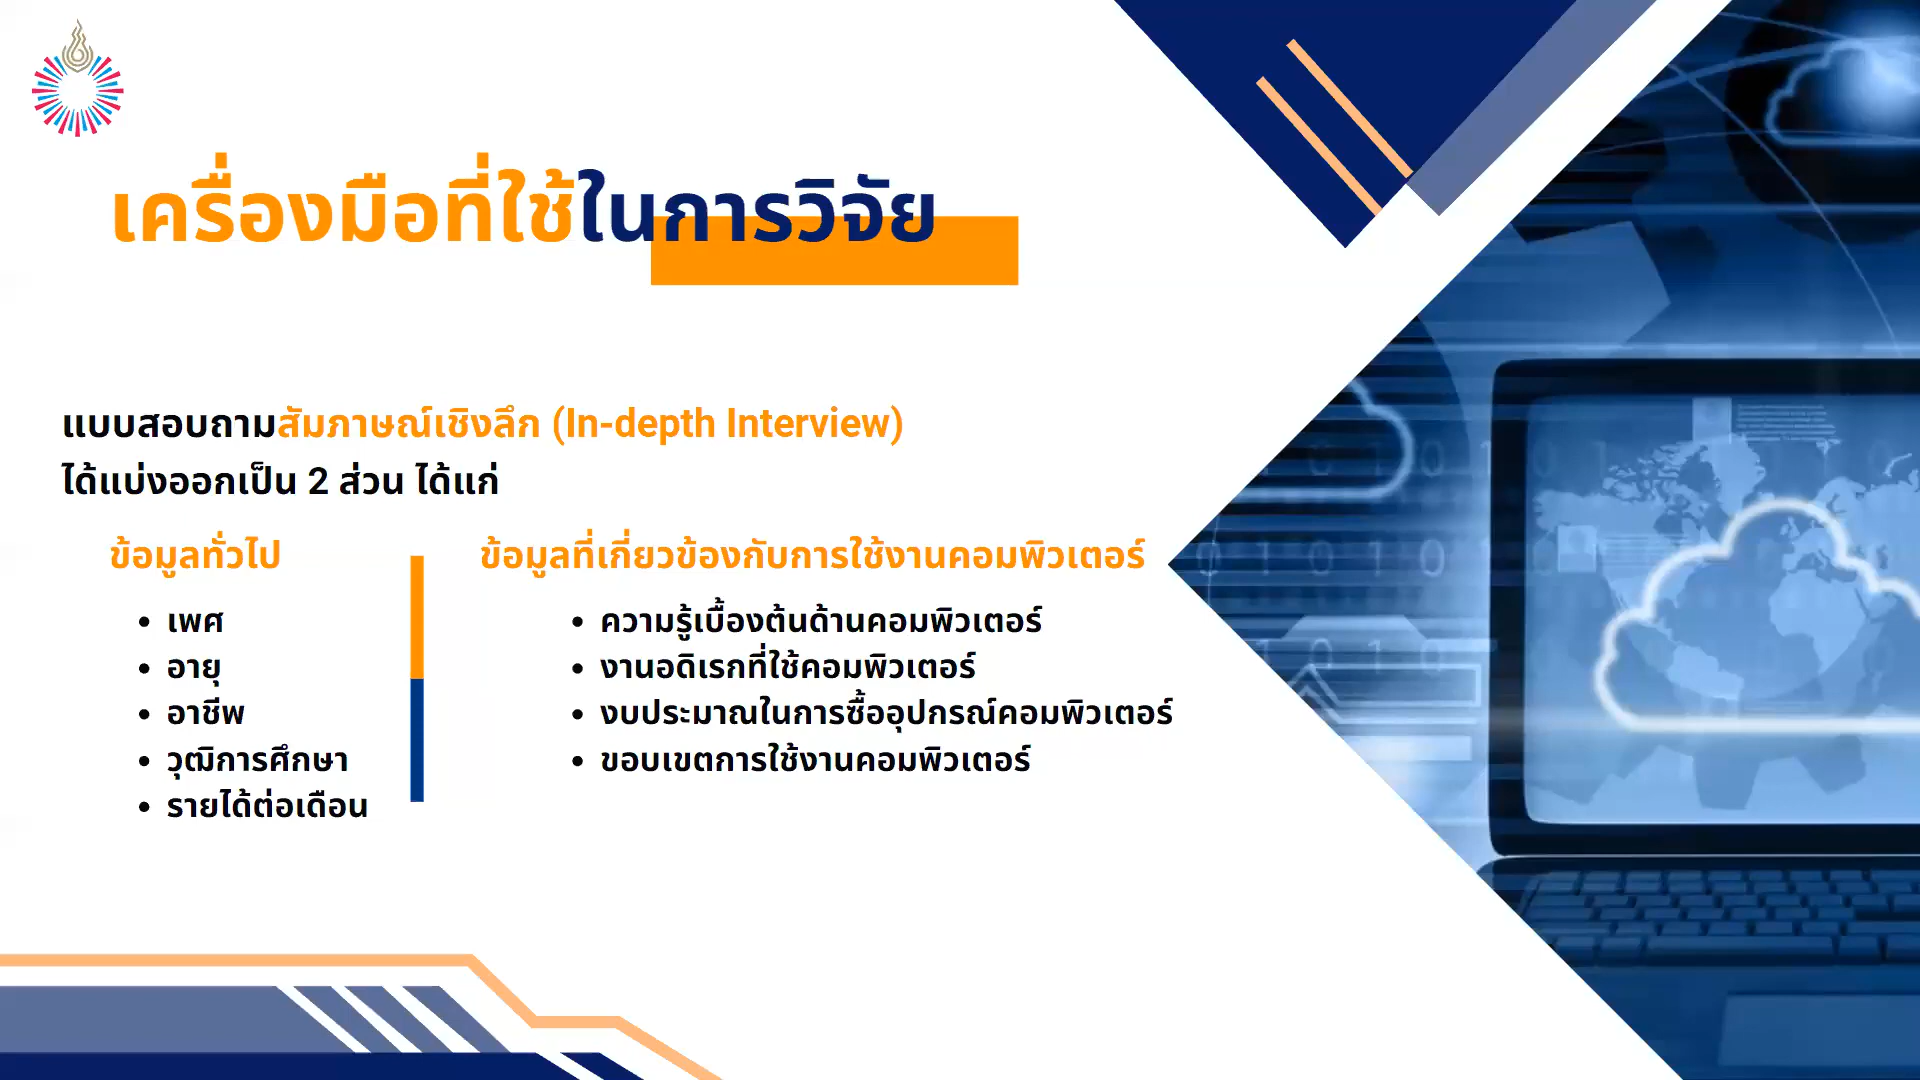 เครื่องมือที่ใช้ในการวิจัย
แบบสอบถามสัมภาษณ์เชิงลึก (In-depth Interview)
ได้แบ่งออกเป็น 2 ส่วน ได้แก่
ข้อมูลทั่วไป
• เพศ
• อายุ
• อาชีพ
• วุฒิการศึกษา
• รายได้ต่อเดือน
ข้อมูลที่เกี่ยวข้องกับการใช้งานคอมพิวเตอร์
• ความรู้เบื้องต้นด้านคอมพิวเตอร์
• งานอดิเรกที่ใช้คอมพิวเตอร์
• งบประมาณในการซื้ออุปกรณ์คอมพิวเตอร์
• ขอบเขตการใช้งานคอมพิวเตอร์